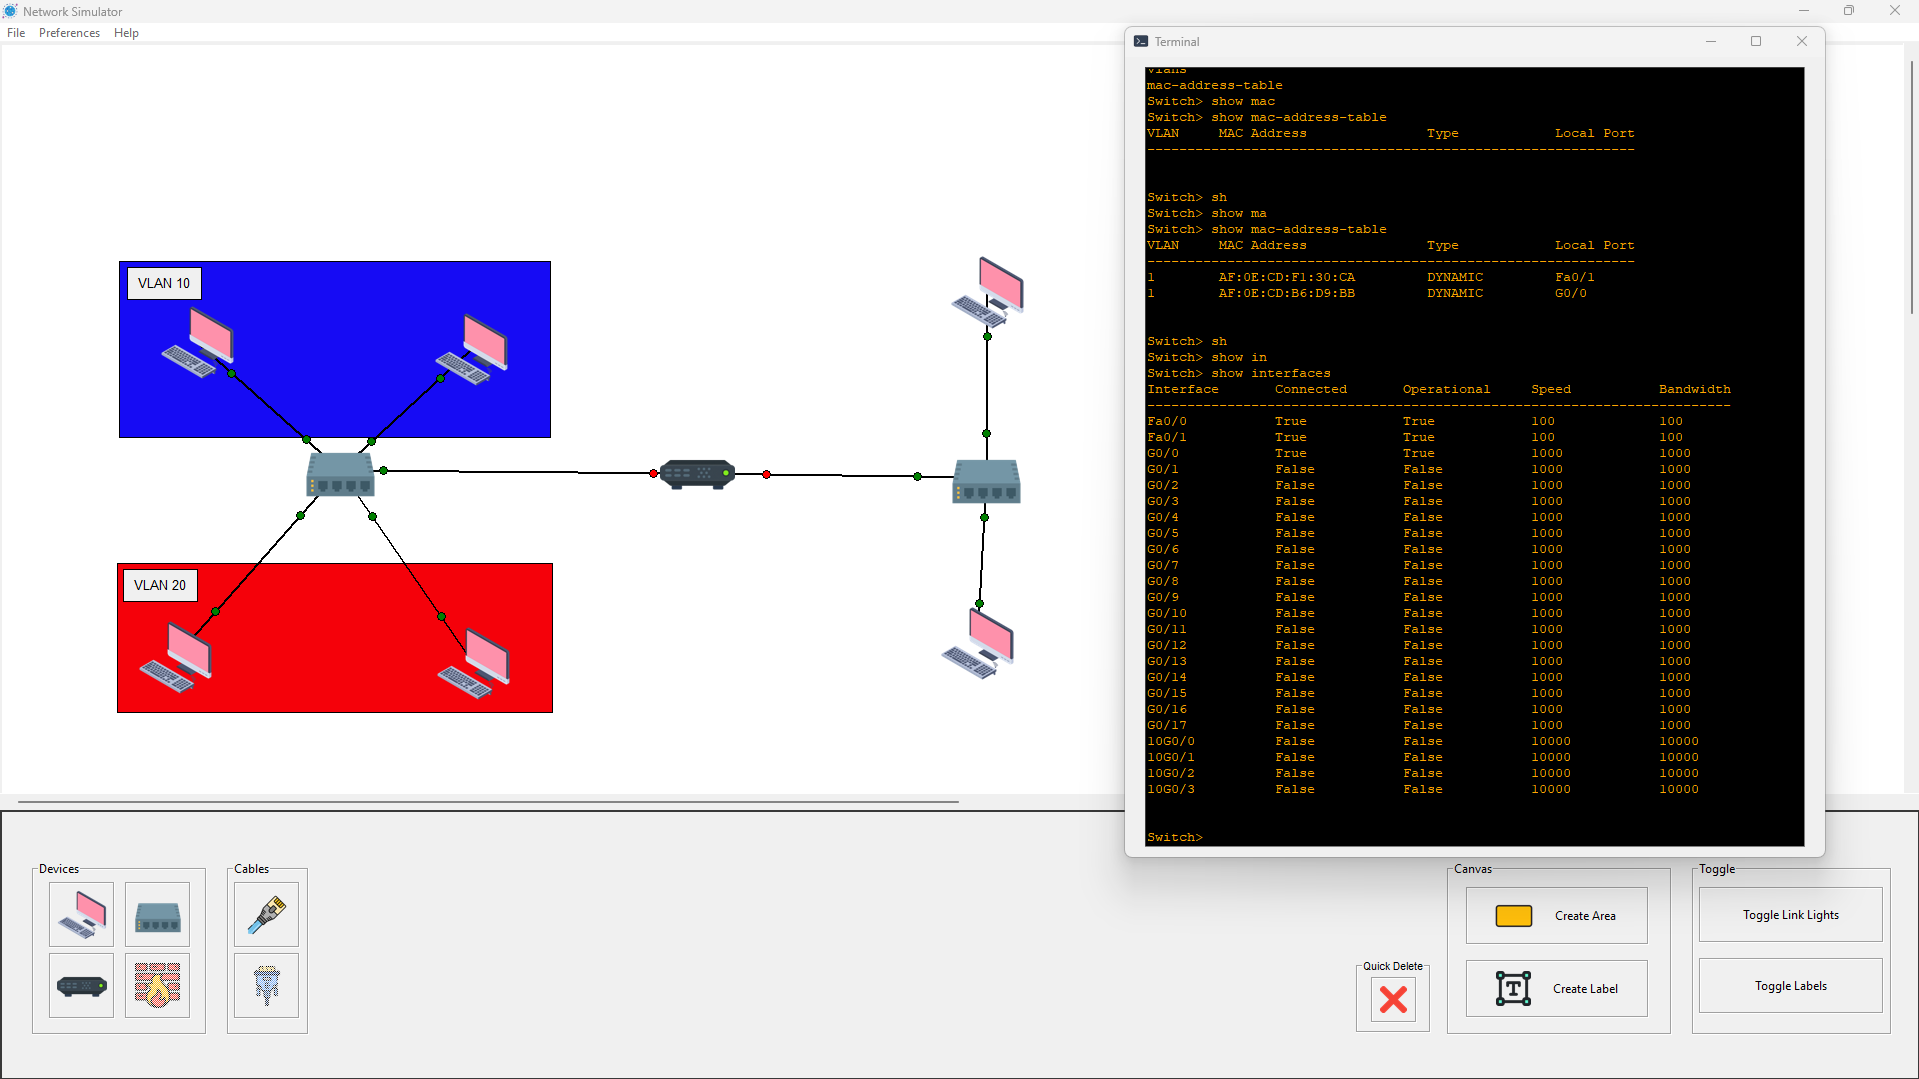 Network Simulator
File Preferences Help
VLAN 10
VLAN 20
Terminal
vlans
mac-address-table
Switch> show mac
Switch> show mac-address-table
VLAN MAC Address Type Local Port
-------------------------------------------------------------
Switch> sh
Switch> show ma
Switch> show mac-address-table
VLAN MAC Address Type Local Port
-------------------------------------------------------------
1 AF:0E:CD:F1:30:CA DYNAMIC Fa0/1
1 AF:0E:CD:B6:D9:BB DYNAMIC G0/0
Switch> sh
Switch> show in
Switch> show interfaces
Interface Connected Operational Speed Bandwidth
-------------------------------------------------------------------------
Fa0/0 True True 100 100
Fa0/1 True True 100 100
G0/0 True True 1000 1000
G0/1 False False 1000 1000
G0/2 False False 1000 1000
G0/3 False False 1000 1000
G0/4 False False 1000 1000
G0/5 False False 1000 1000
G0/6 False False 1000 1000
G0/7 False False 1000 1000
G0/8 False False 1000 1000
G0/9 False False 1000 1000
G0/10 False False 1000 1000
G0/11 False False 1000 1000
G0/12 False False 1000 1000
G0/13 False False 1000 1000
G0/14 False False 1000 1000
G0/15 False False 1000 1000
G0/16 False False 1000 1000
G0/17 False False 1000 1000
10G0/0 False False 10000 10000
10G0/1 False False 10000 10000
10G0/2 False False 10000 10000
10G0/3 False False 10000 10000
Switch>
Devices
Cables
Quick Delete
Canvas
Create Area
Create Label
Toggle
Toggle Link Lights
Toggle Labels